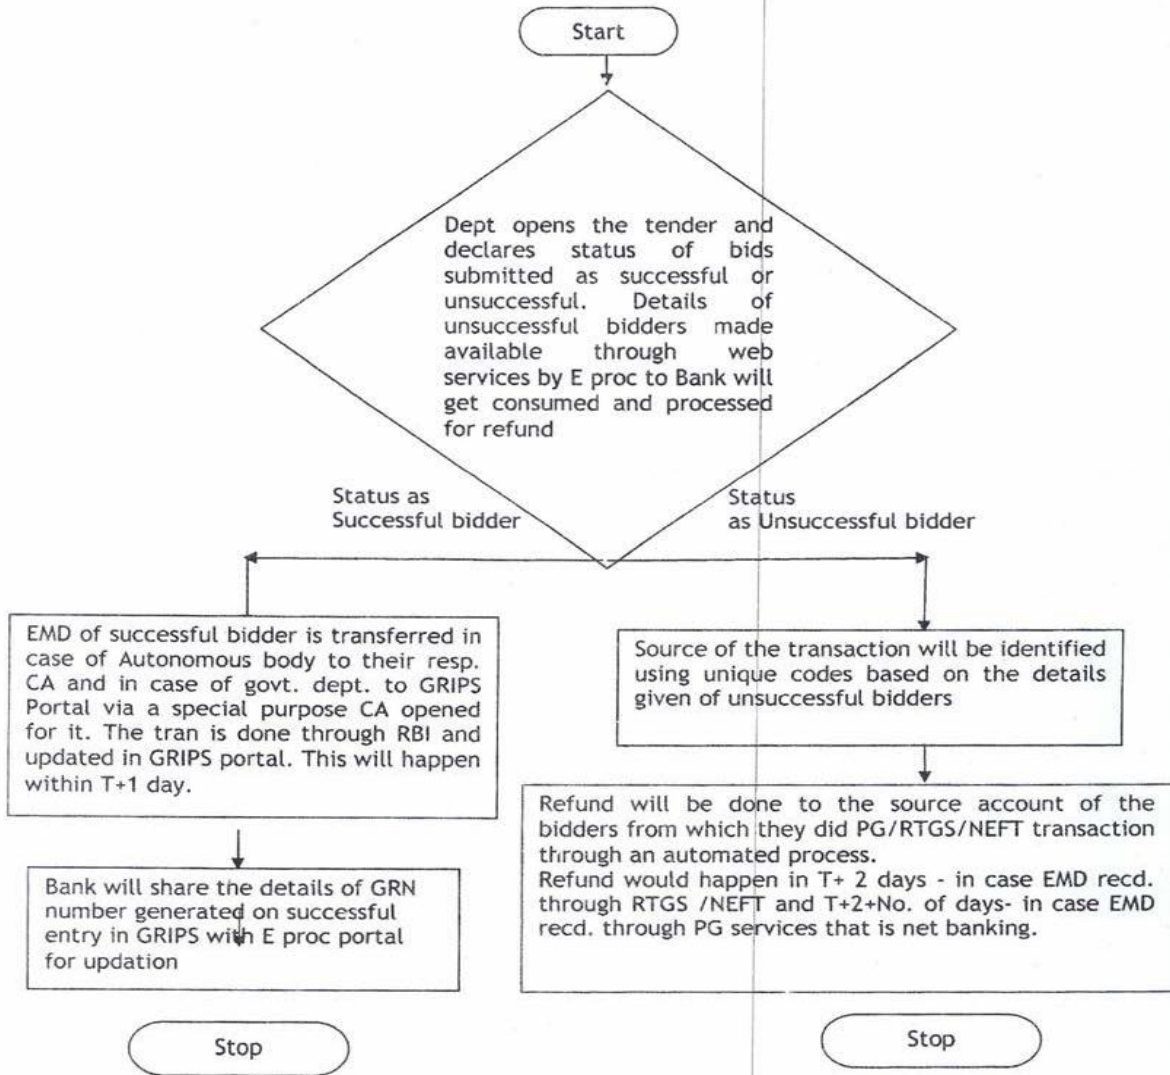 Start
Dept opens the tender and
declares status of bids
submitted as successful or
unsuccessful. Details of
unsuccessful bidders made
available through web
services by E proc to Bank will
get consumed and processed
for refund
Status as
Successful bidder
Status
as Unsuccessful bidder
EMD of successful bidder is transferred in
case of Autonomous body to their resp.
CA and in case of govt. dept. to GRIPS
Portal via a special purpose CA opened
for it. The tran is done through RBI and
updated in GRIPS portal. This will happen
within T+1 day.
Bank will share the details of GRN
number generated on successful
entry in GRIPS with E proc portal
for updation
Stop
Source of the transaction will be identified
using unique codes based on the details
given of unsuccessful bidders
Refund will be done to the source account of the
bidders from which they did PG/RTGS/NEFT transaction
through an automated process.
Refund would happen in T+ 2 days - in case EMD recd.
through RTGS /NEFT and T+2+No. of days- in case EMD
recd. through PG services that is net banking.
Stop